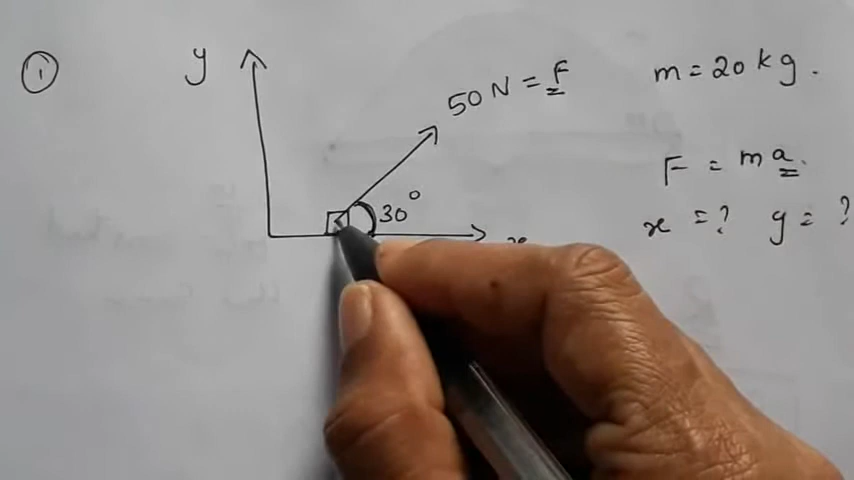 ①
y
50 N = F
m = 20 kg.
F = ma.
30°
x = ? y = ?